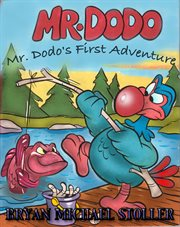 MR.DODO
Mr. Dodo's First Adventure
BRYAN MICHAEL STOLLER